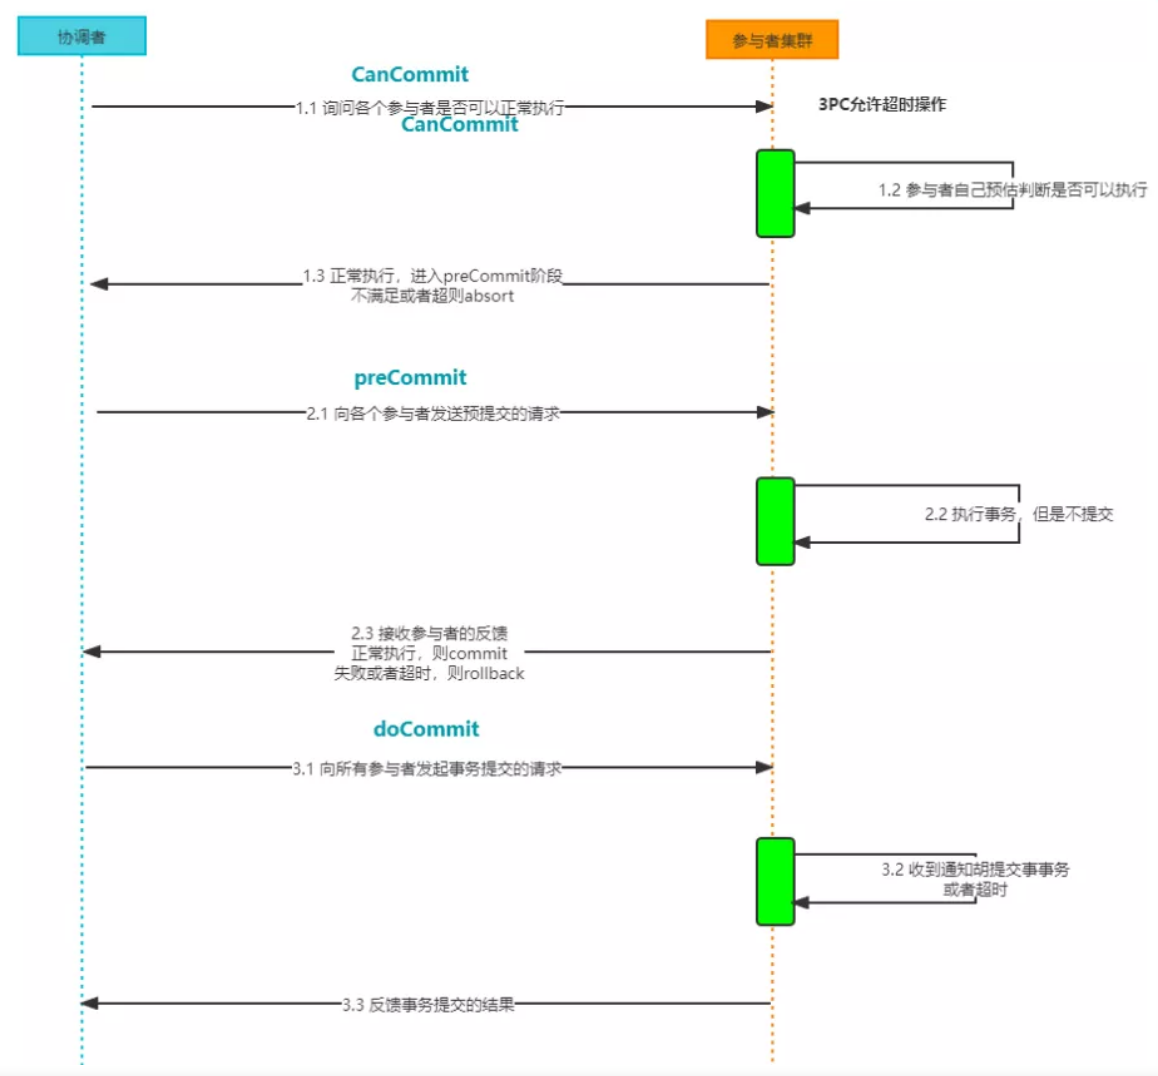 协调者
参与者集群
CanCommit
1.1 询问各个参与者是否可以正常执行
CanCommit
3PC允许超时操作
1.2 参与者自己预估判断是否可以执行
1.3 正常执行，进入preCommit阶段
不满足或者超则absort
preCommit
2.1 向各个参与者发送预提交的请求
2.2 执行事务，但是不提交
2.3 接收参与者的反馈
正常执行，则commit
失败或者超时，则rollback
doCommit
3.1 向所有参与者发起事务提交的请求
3.2 收到通知胡提交事事务
或者超时
3.3 反馈事务提交的结果